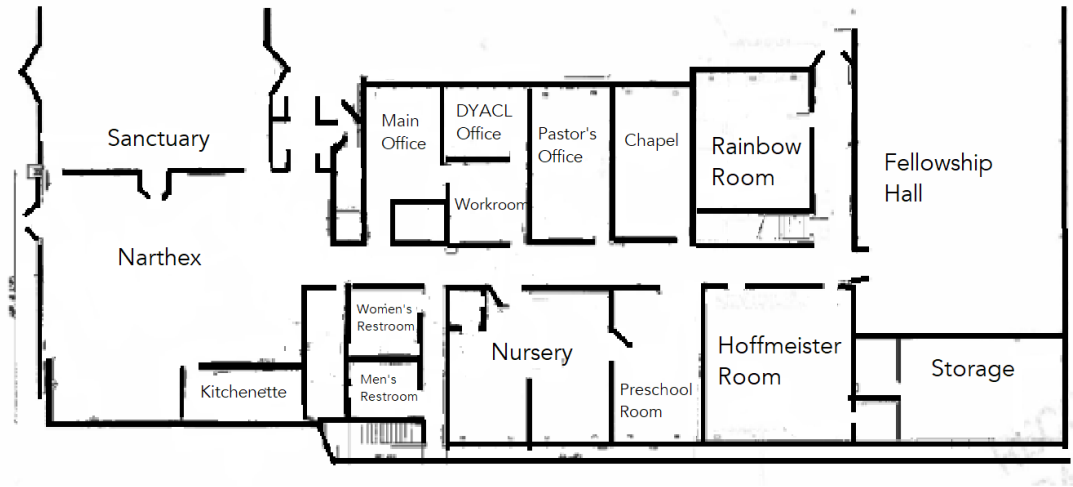 Sanctuary
Narthex
Kitchenette
Main
Office
DYACL
Office
Workroom
Pastor's
Office
Chapel
Rainbow
Room
Fellowship
Hall
Women's
Restroom
Men's
Restroom
Nursery
Preschool
Room
Hoffmeister
Room
Storage